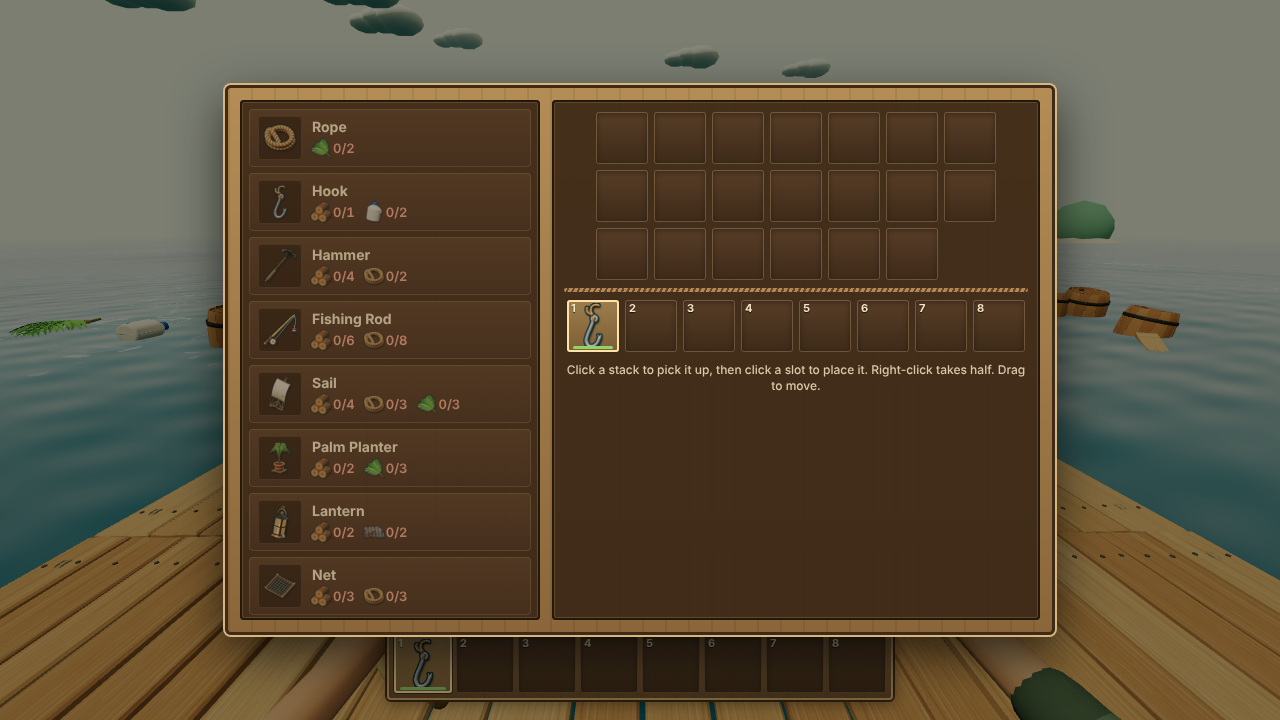 Rope
0/2
Hook
0/1 0/2
Hammer
0/4 0/2
Fishing Rod
0/6 0/8
Sail
0/4 0/3 0/3
Palm Planter
0/2 0/3
Lantern
0/2 0/2
Net
0/3 0/3
1 2 3 4 5 6 7 8
Click a stack to pick it up, then click a slot to place it. Right-click takes half. Drag
to move.
1 2 3 4 5 6 7 8